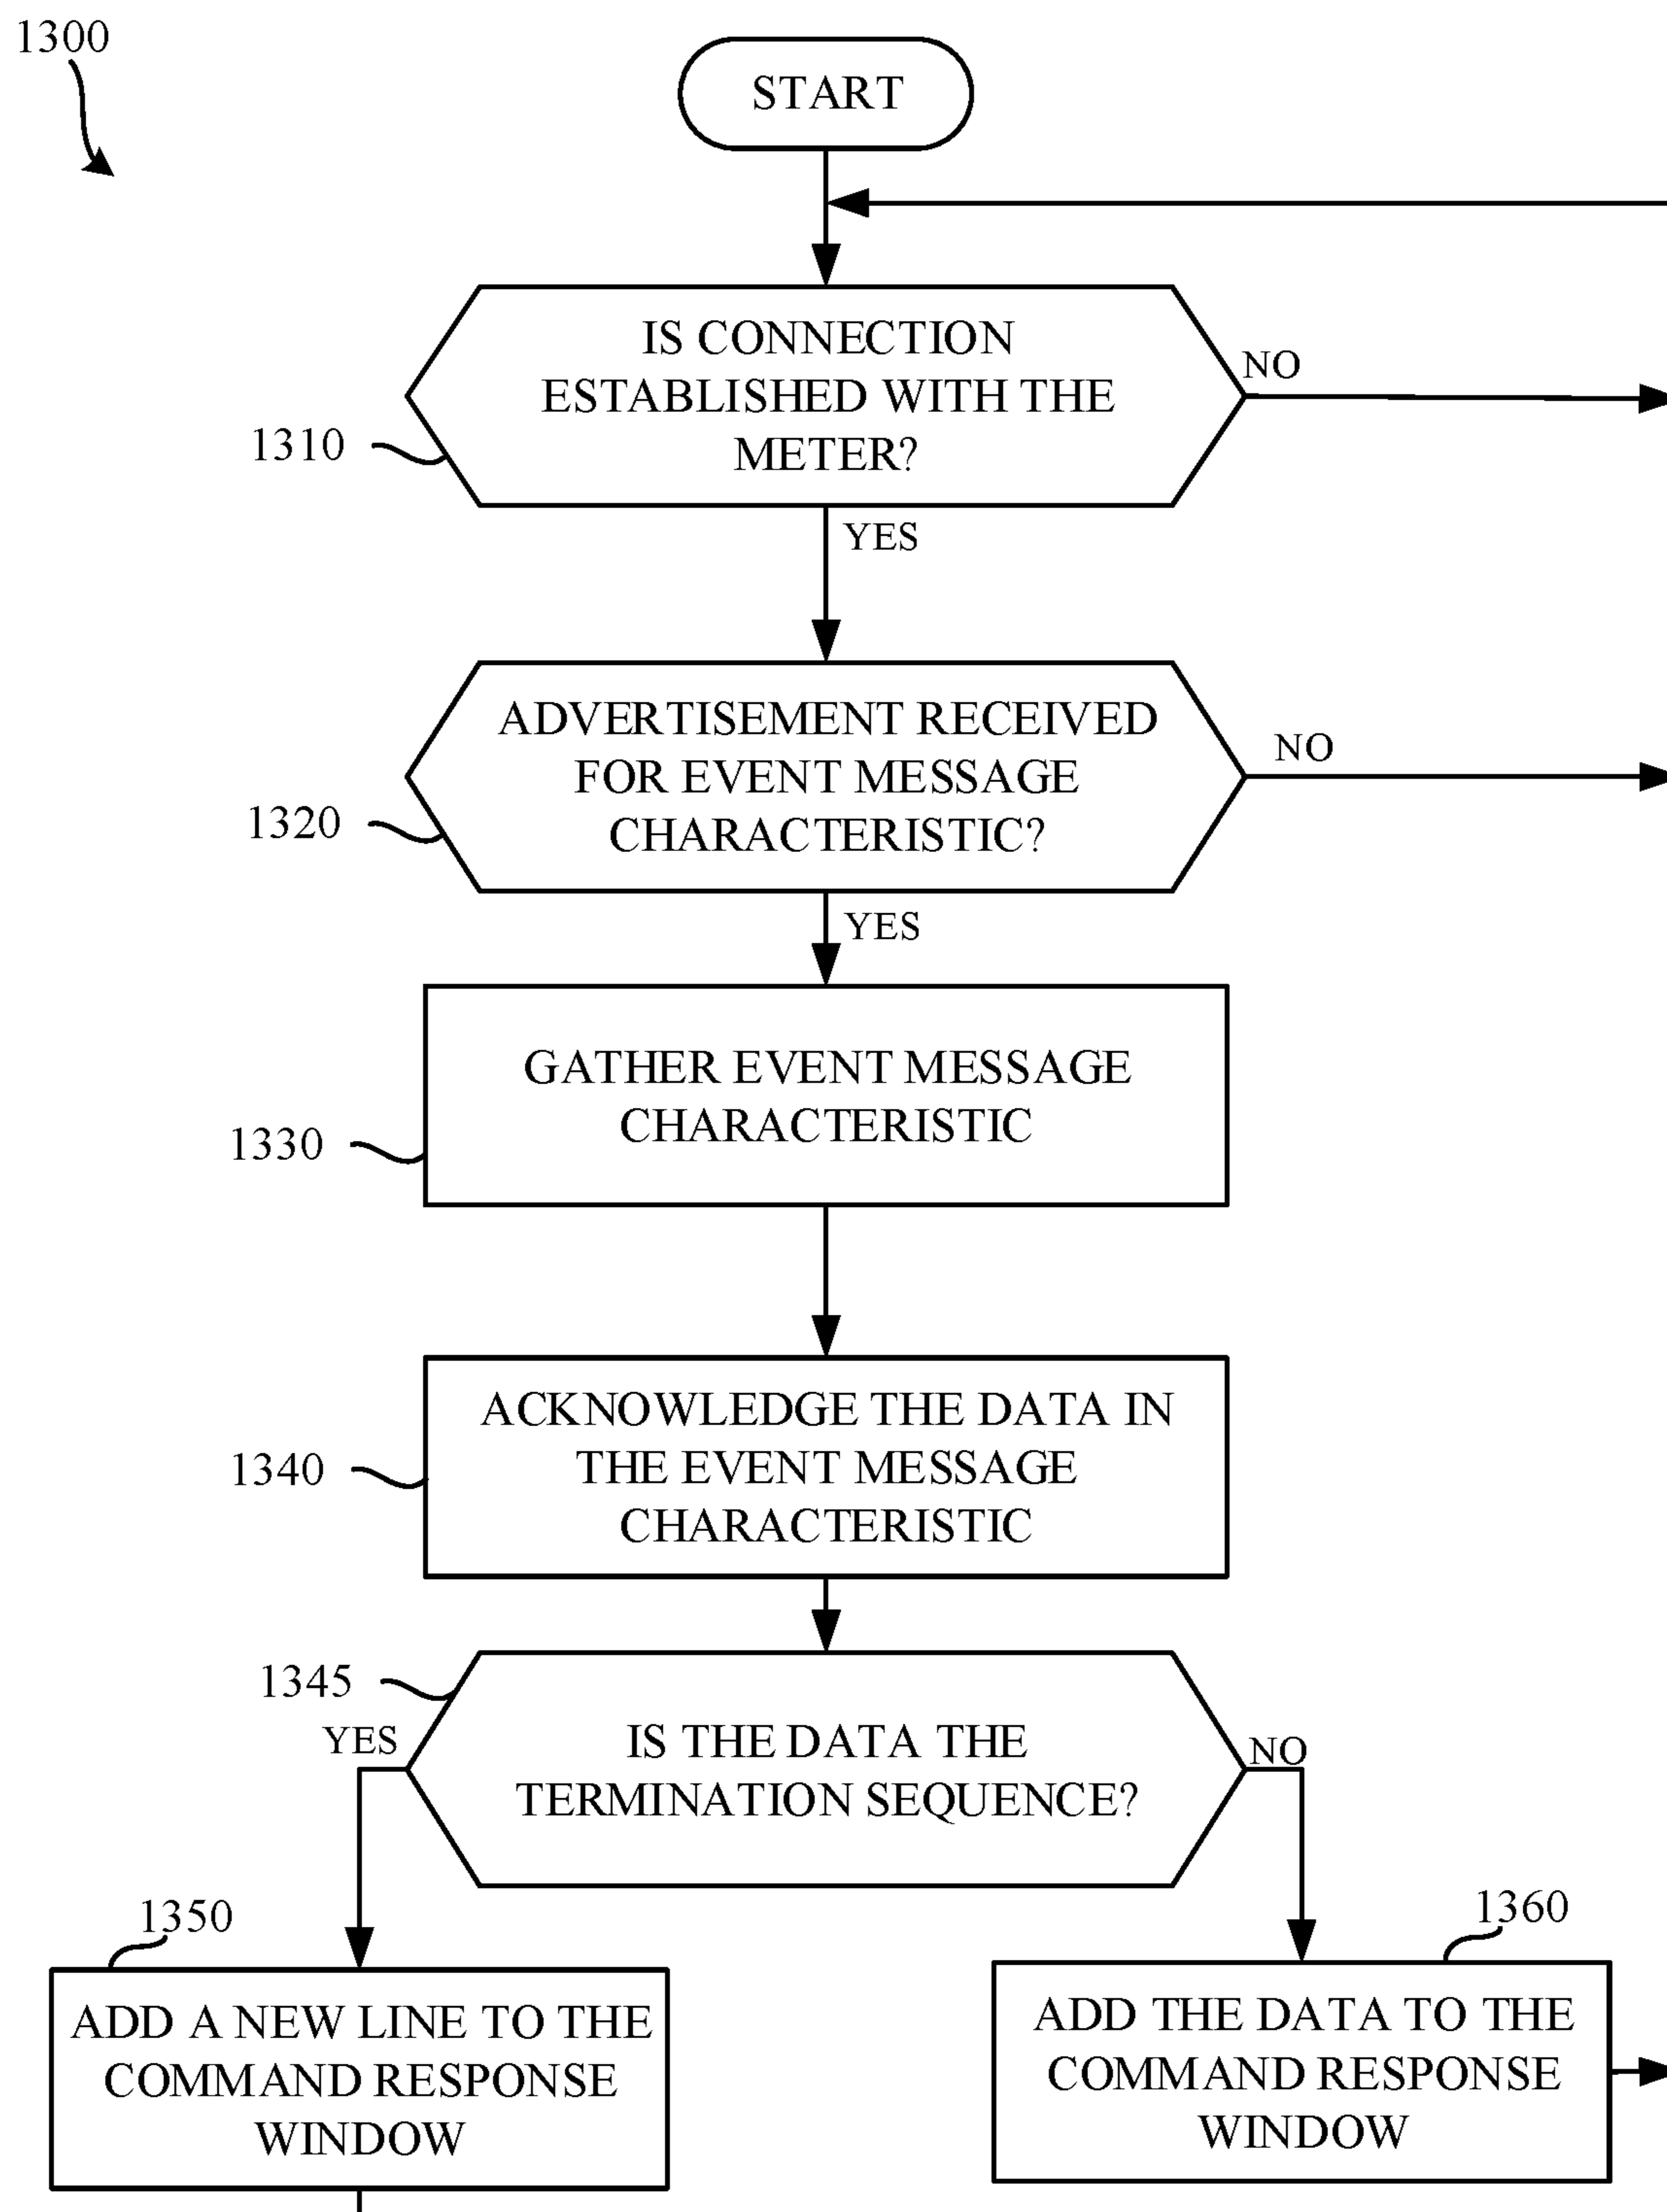 1300
START
IS CONNECTION
ESTABLISHED WITH THE
METER?
NO
1310
YES
ADVERTISEMENT RECEIVED
FOR EVENT MESSAGE
CHARACTERISTIC?
NO
1320
YES
GATHER EVENT MESSAGE
CHARACTERISTIC
1330
ACKNOWLEDGE THE DATA IN
THE EVENT MESSAGE
CHARACTERISTIC
1340
1345
YES
IS THE DATA THE
TERMINATION SEQUENCE?
NO
1350
ADD A NEW LINE TO THE
COMMAND RESPONSE
WINDOW
1360
ADD THE DATA TO THE
COMMAND RESPONSE
WINDOW